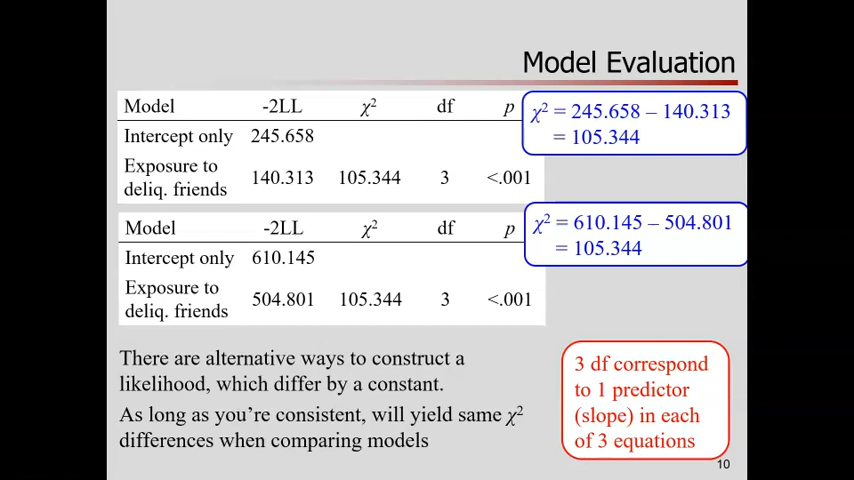 Model Evaluation
Model -2LL χ² df p
Intercept only 245.658
Exposure to
deliq. friends 140.313 105.344 3 <.001
χ² = 245.658 – 140.313
= 105.344
Model -2LL χ² df p
Intercept only 610.145
Exposure to
deliq. friends 504.801 105.344 3 <.001
χ² = 610.145 – 504.801
= 105.344
There are alternative ways to construct a
likelihood, which differ by a constant.
As long as you’re consistent, will yield same χ²
differences when comparing models
3 df correspond
to 1 predictor
(slope) in each
of 3 equations
10